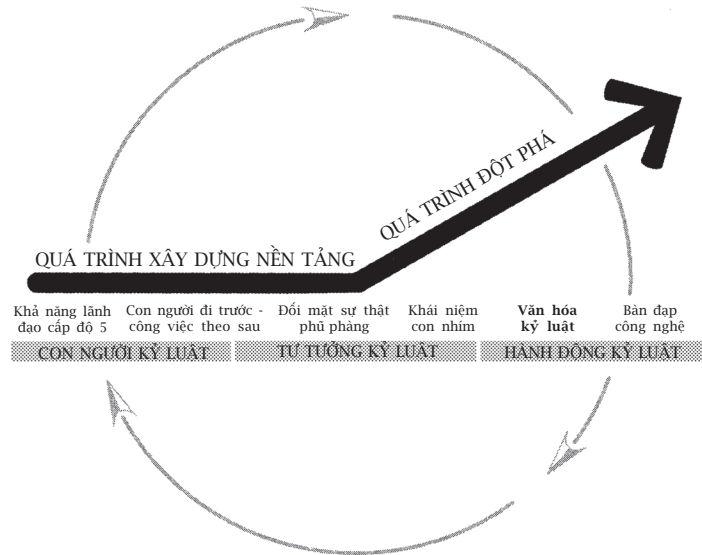 QUÁ TRÌNH ĐỘT PHÁ
QUÁ TRÌNH XÂY DỰNG NỀN TẢNG
Khả năng lãnh
đạo cấp độ 5
Con người đi trước -
công việc theo sau
Đối mặt sự thật
phũ phàng
Khái niệm
con nhím
Văn hóa
kỷ luật
Bàn đạp
công nghệ
CON NGƯỜI KỶ LUẬT
TƯ TƯỞNG KỶ LUẬT
HÀNH ĐỘNG KỶ LUẬT